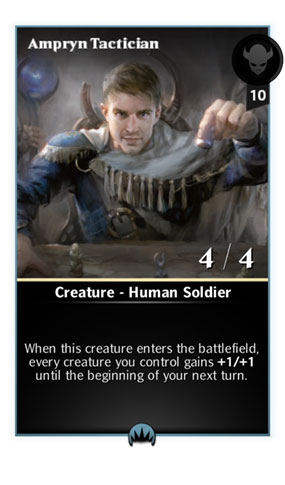 Ampryn Tactician
10
4 / 4
Creature - Human Soldier
When this creature enters the battlefield,
every creature you control gains +1/+1
until the beginning of your next turn.